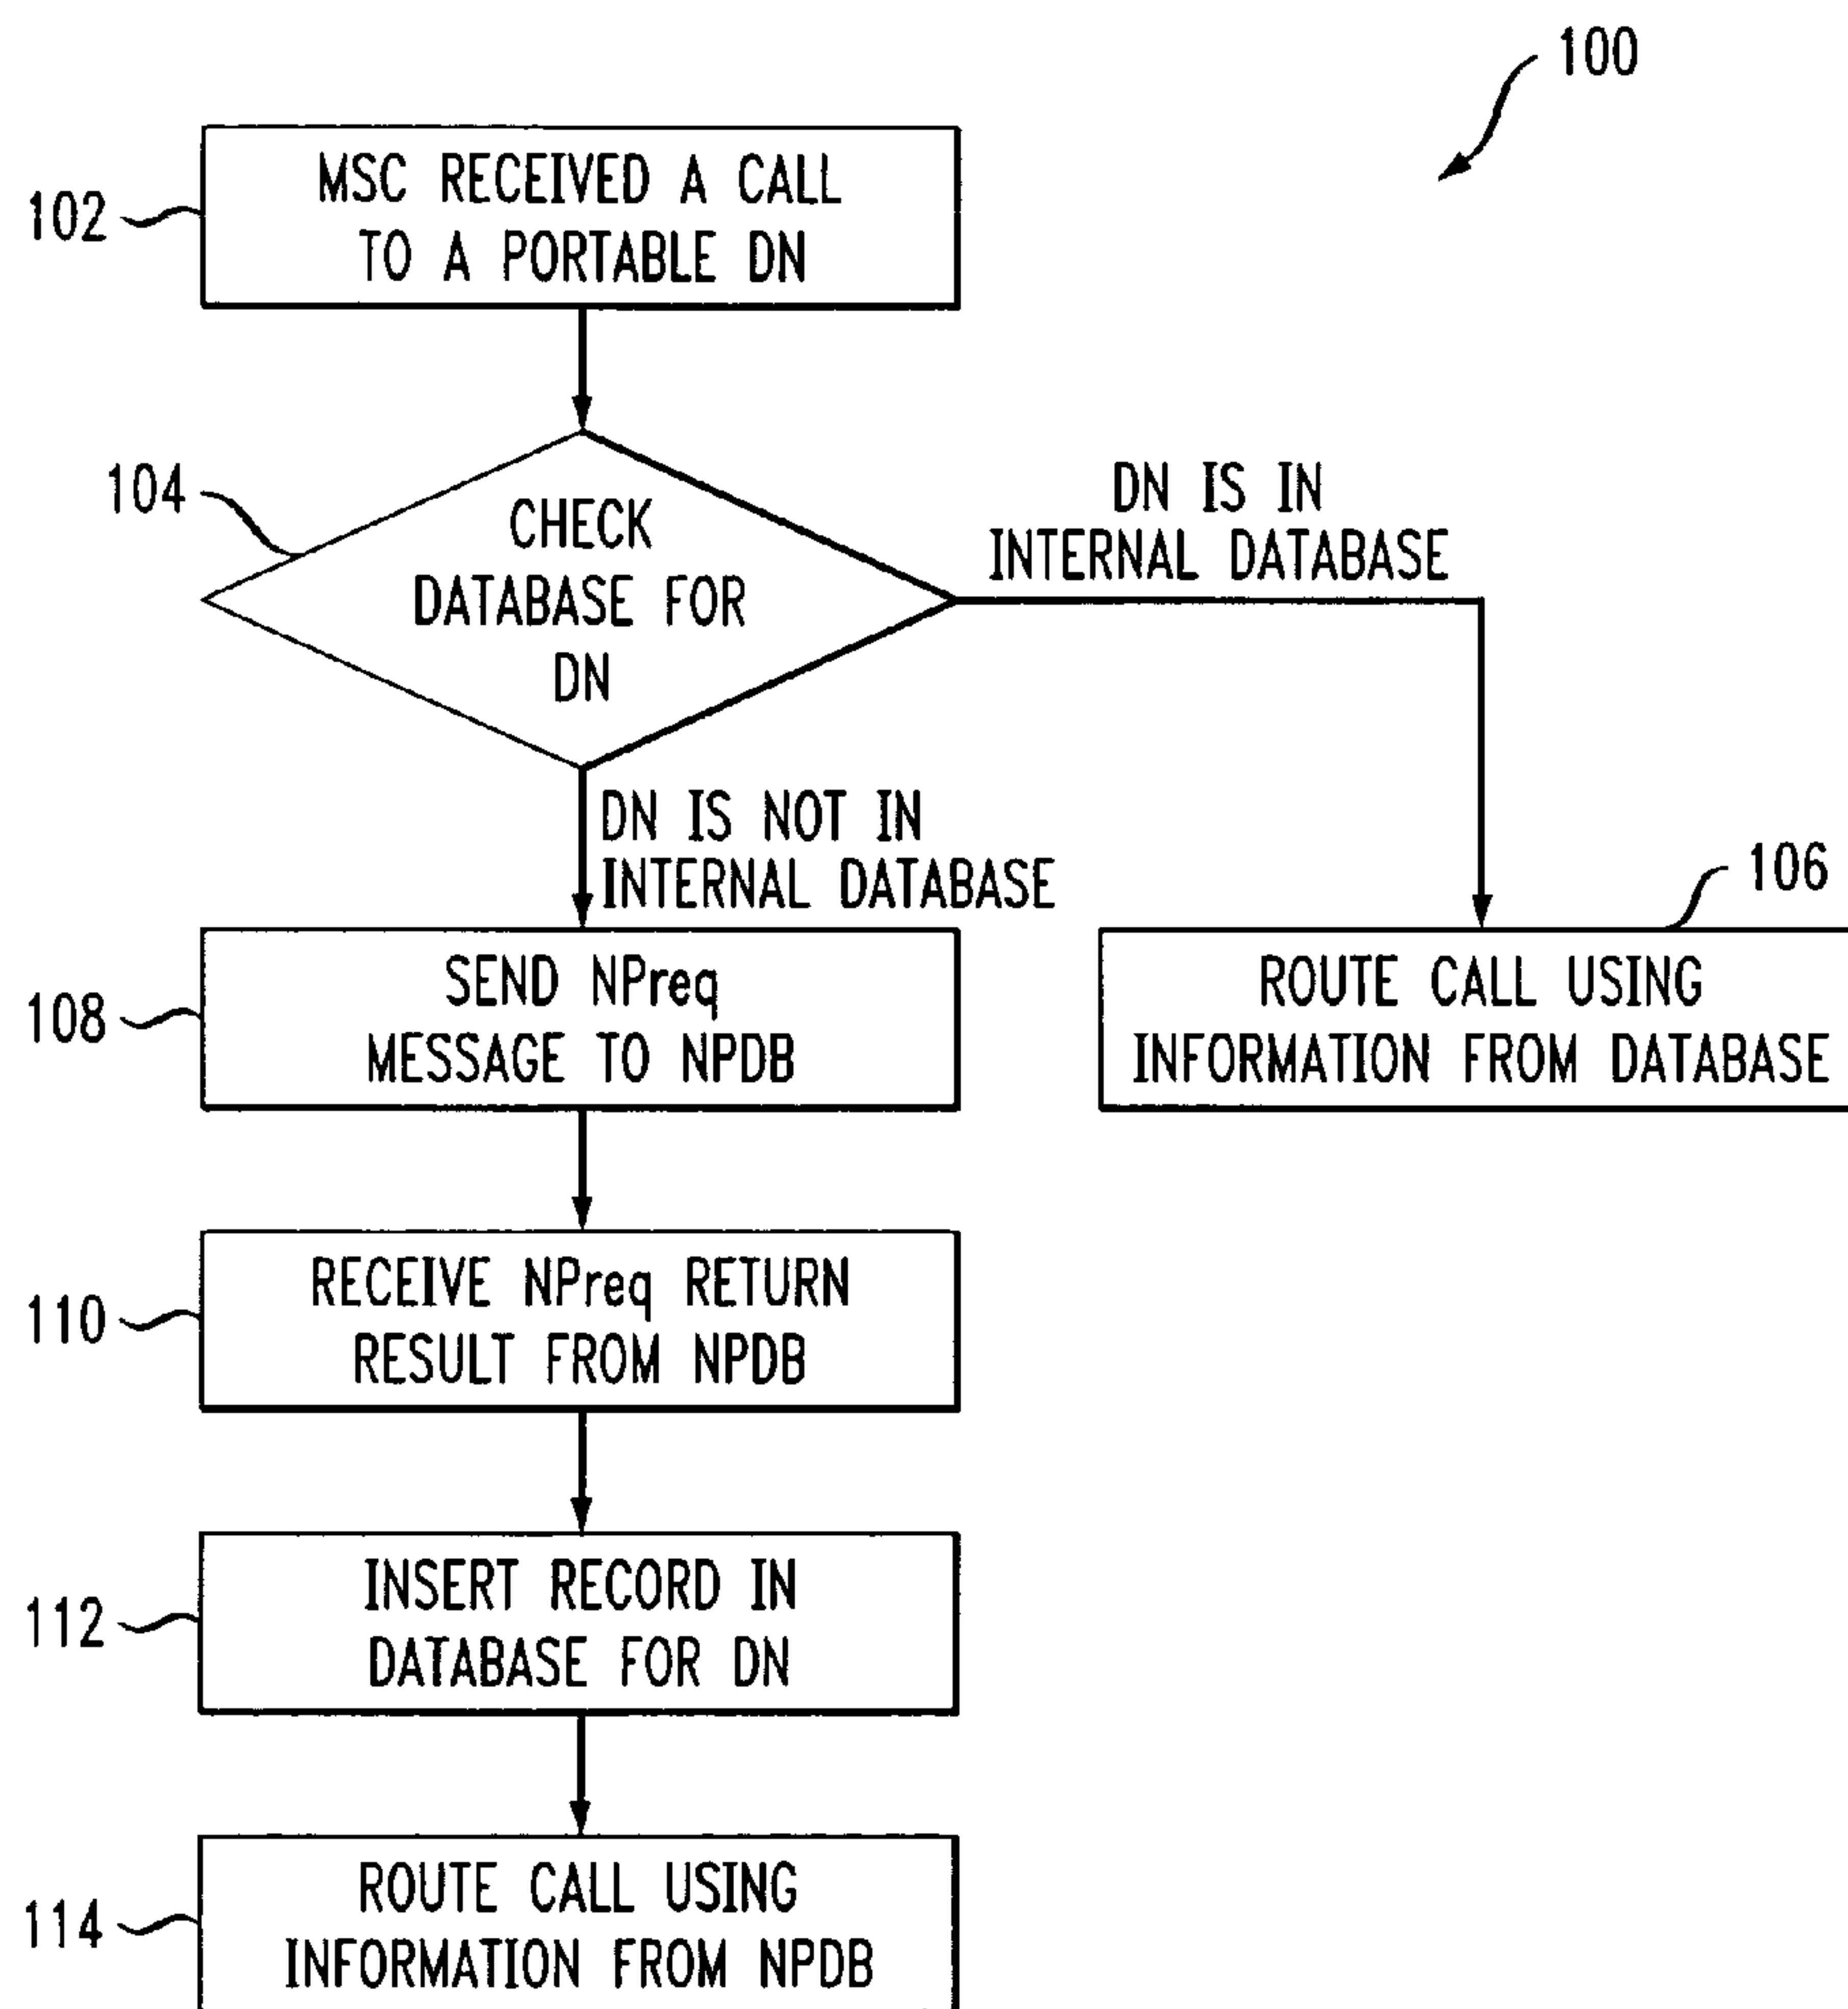 100
102
MSC RECEIVED A CALL
TO A PORTABLE DN
104
CHECK
DATABASE FOR
DN
DN IS IN
INTERNAL DATABASE
DN IS NOT IN
INTERNAL DATABASE
106
108
SEND NPreq
MESSAGE TO NPDB
ROUTE CALL USING
INFORMATION FROM DATABASE
110
RECEIVE NPreq RETURN
RESULT FROM NPDB
112
INSERT RECORD IN
DATABASE FOR DN
114
ROUTE CALL USING
INFORMATION FROM NPDB